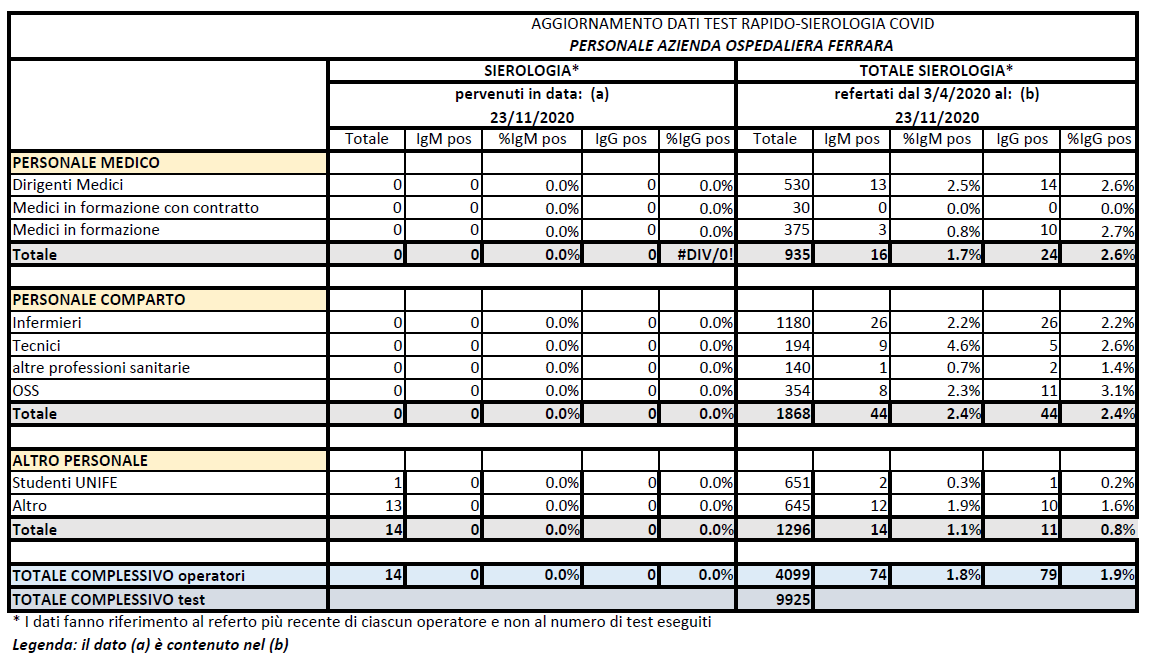 AGGIORNAMENTO DATI TEST RAPIDO-SIEROLOGIA COVID
PERSONALE AZIENDA OSPEDALIERA FERRARA
SIEROLOGIA* TOTALE SIEROLOGIA*
pervenuti in data: (a) refertati dal 3/4/2020 al: (b)
23/11/2020 23/11/2020
Totale IgM pos %IgM pos IgG pos %IgG pos Totale IgM pos %IgM pos IgG pos %IgG pos
PERSONALE MEDICO
Dirigenti Medici 0 0 0.0% 0 0.0% 530 13 2.5% 14 2.6%
Medici in formazione con contratto 0 0 0.0% 0 0.0% 30 0 0.0% 0 0.0%
Medici in formazione 0 0 0.0% 0 0.0% 375 3 0.8% 10 2.7%
Totale 0 0 0.0% 0 #DIV/0! 935 16 1.7% 24 2.6%
PERSONALE COMPARTO
Infermieri 0 0 0.0% 0 0.0% 1180 26 2.2% 26 2.2%
Tecnici 0 0 0.0% 0 0.0% 194 9 4.6% 5 2.6%
altre professioni sanitarie 0 0 0.0% 0 0.0% 140 1 0.7% 2 1.4%
OSS 0 0 0.0% 0 0.0% 354 8 2.3% 11 3.1%
Totale 0 0 0.0% 0 0.0% 1868 44 2.4% 44 2.4%
ALTRO PERSONALE
Studenti UNIFE 1 0 0.0% 0 0.0% 651 2 0.3% 1 0.2%
Altro 13 0 0.0% 0 0.0% 645 12 1.9% 10 1.6%
Totale 14 0 0.0% 0 0.0% 1296 14 1.1% 11 0.8%
TOTALE COMPLESSIVO operatori 14 0 0.0% 0 0.0% 4099 74 1.8% 79 1.9%
TOTALE COMPLESSIVO test 9925
* I dati fanno riferimento al referto più recente di ciascun operatore e non al numero di test eseguiti
Legenda: il dato (a) è contenuto nel (b)